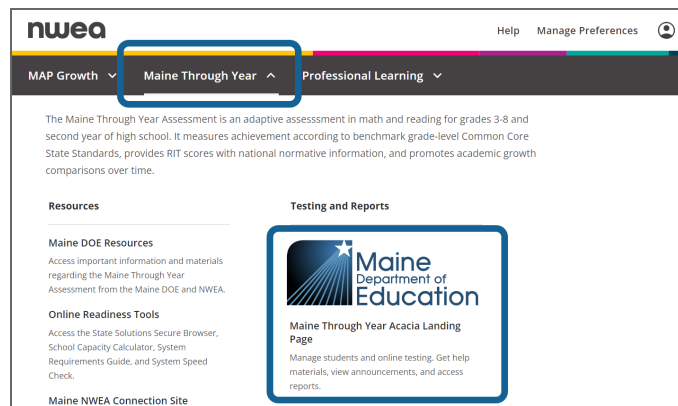 nwea
Help Manage Preferences
MAP Growth Maine Through Year Professional Learning
The Maine Through Year Assessment is an adaptive assesssment in math and reading for grades 3-8 and
second year of high school. It measures achievement according to benchmark grade-level Common Core
State Standards, provides RIT scores with national normative information, and promotes academic growth
comparisons over time.
Resources
Maine DOE Resources
Access important information and materials
regarding the Maine Through Year
Assessment from the Maine DOE and NWEA.
Online Readiness Tools
Access the State Solutions Secure Browser,
School Capacity Calculator, System
Requirements Guide, and System Speed
Check.
Maine NWEA Connection Site
Testing and Reports
Maine
Department of
Education
Maine Through Year Acacia Landing
Page
Manage students and online testing. Get help
materials, view announcements, and access
reports.